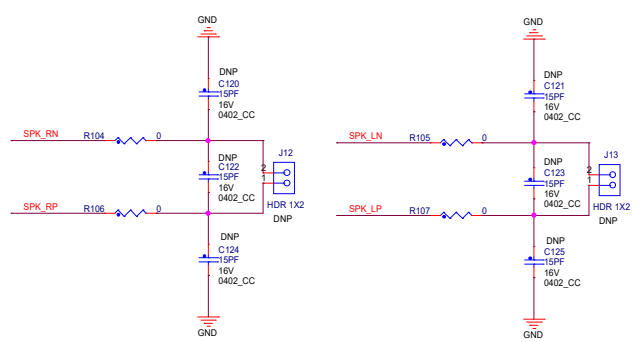 GND
DNP
C120
15PF
16V
0402_CC
SPK_RN
R104
0
J12
2
1
HDR 1X2
DNP
DNP
C122
15PF
16V
0402_CC
SPK_RP
R106
0
DNP
C124
15PF
16V
0402_CC
GND
GND
DNP
C121
15PF
16V
0402_CC
SPK_LN
R105
0
J13
2
1
HDR 1X2
DNP
DNP
C123
15PF
16V
0402_CC
SPK_LP
R107
0
DNP
C125
15PF
16V
0402_CC
GND